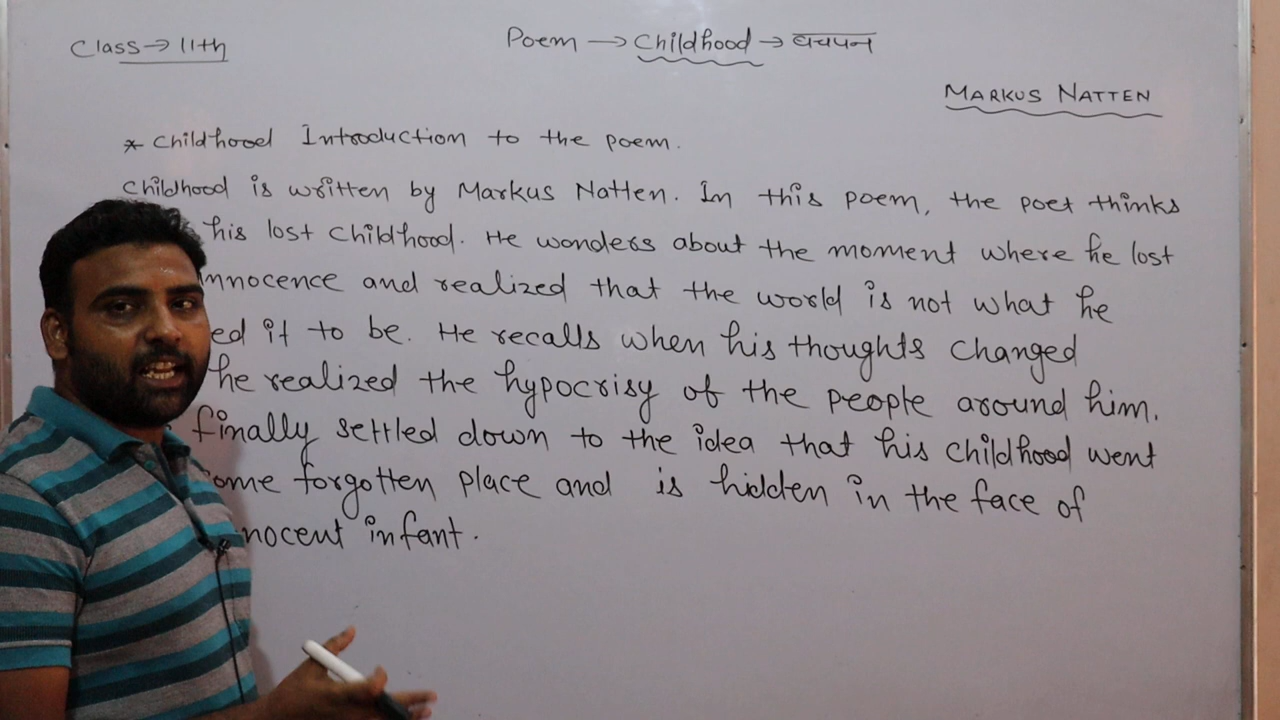 Class → 11th
Poem → Childhood → बचपन
MARKUS NATTEN
* Childhood Introduction to the poem.
Childhood is written by Markus Natten. In this poem, the poet thinks
his lost childhood. He wonders about the moment where he lost
innocence and realized that the world is not what he
ed it to be. He recalls when his thoughts changed
he realized the hypocrisy of the people around him.
finally settled down to the idea that his childhood went
ome forgotten place and is hidden in the face of
nocent infant.